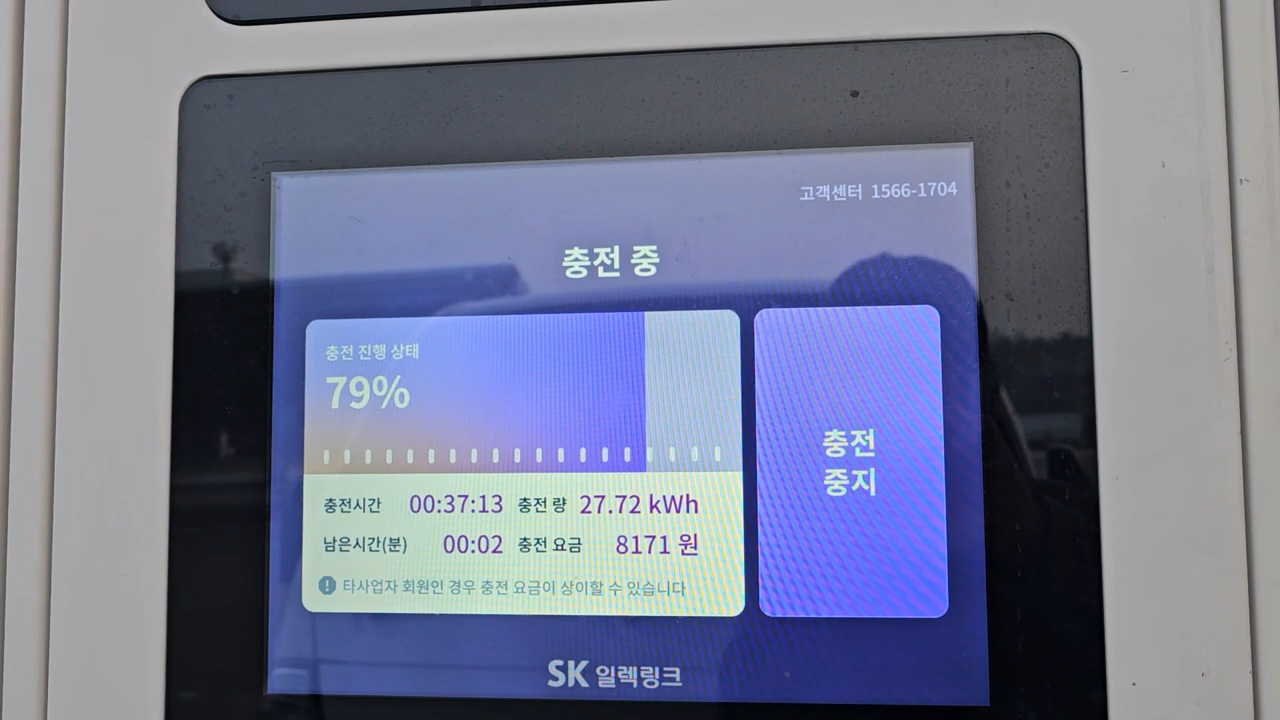 고객센터 1566-1704
충전 중
충전 진행 상태
79%
충전시간 00:37:13 충전 량 27.72 kWh
남은시간(분) 00:02 충전 요금 8171 원
타사업자 회원인 경우 충전 요금이 상이할 수 있습니다
충전
중지
SK 일렉링크